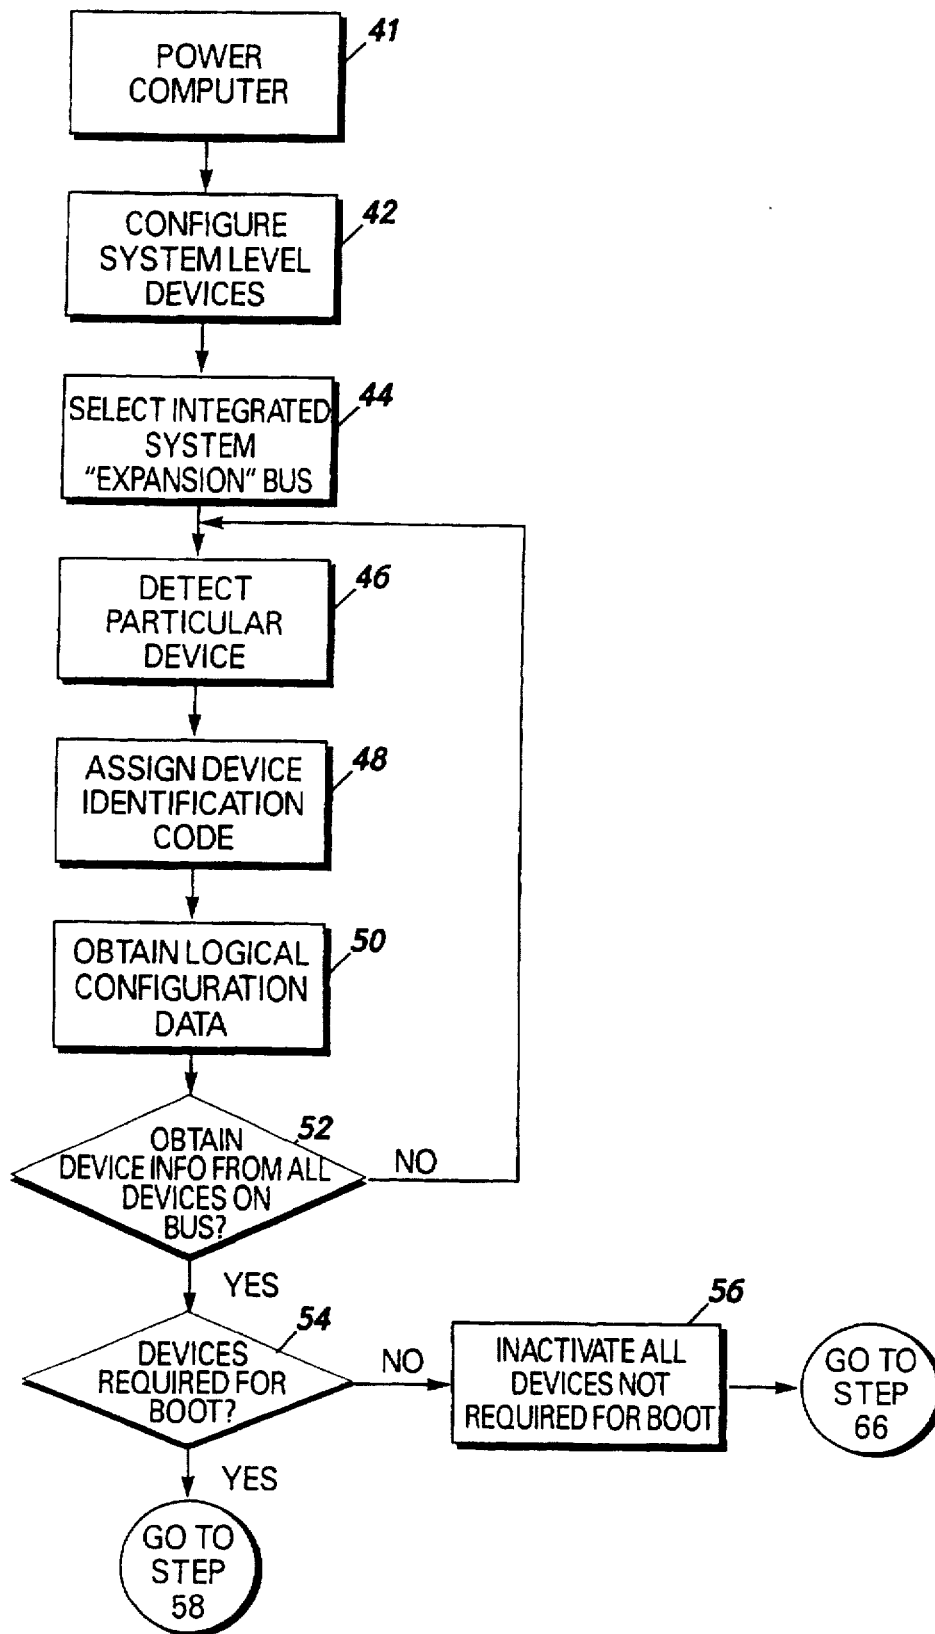 41
POWER
COMPUTER
42
CONFIGURE
SYSTEM LEVEL
DEVICES
44
SELECT INTEGRATED
SYSTEM
"EXPANSION" BUS
46
DETECT
PARTICULAR
DEVICE
48
ASSIGN DEVICE
IDENTIFICATION
CODE
50
OBTAIN LOGICAL
CONFIGURATION
DATA
52
OBTAIN
DEVICE INFO FROM ALL
DEVICES ON
BUS?
NO
YES
54
DEVICES
REQUIRED FOR
BOOT?
NO
56
INACTIVATE ALL
DEVICES NOT
REQUIRED FOR BOOT
GO TO
STEP
66
YES
GO TO
STEP
58